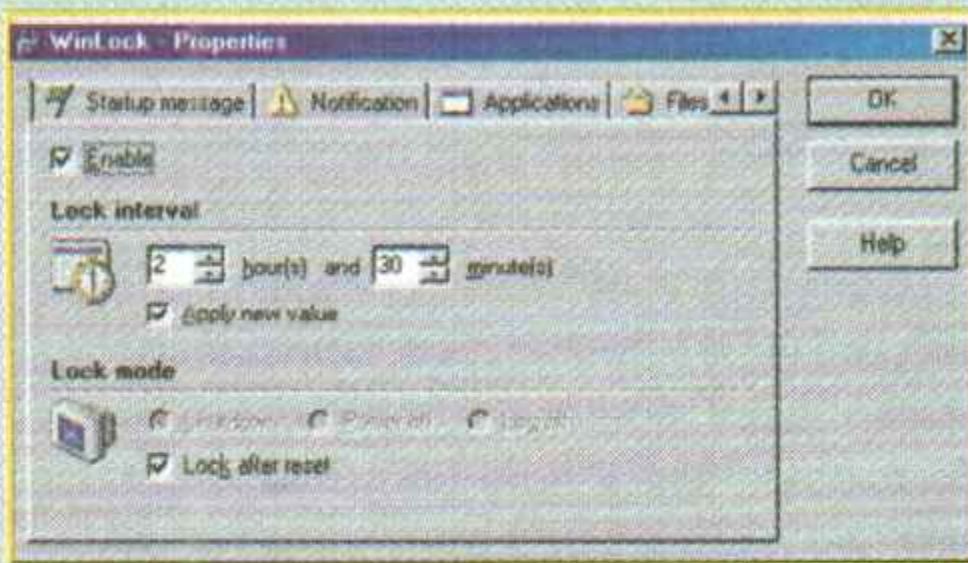 WinLock - Properties
Startup message
Notification
Applications
Files
OK
Enable
Cancel
Lock interval
Help
2 hour(s) and 30 minute(s)
Apply new value
Lock mode
Lock after reset